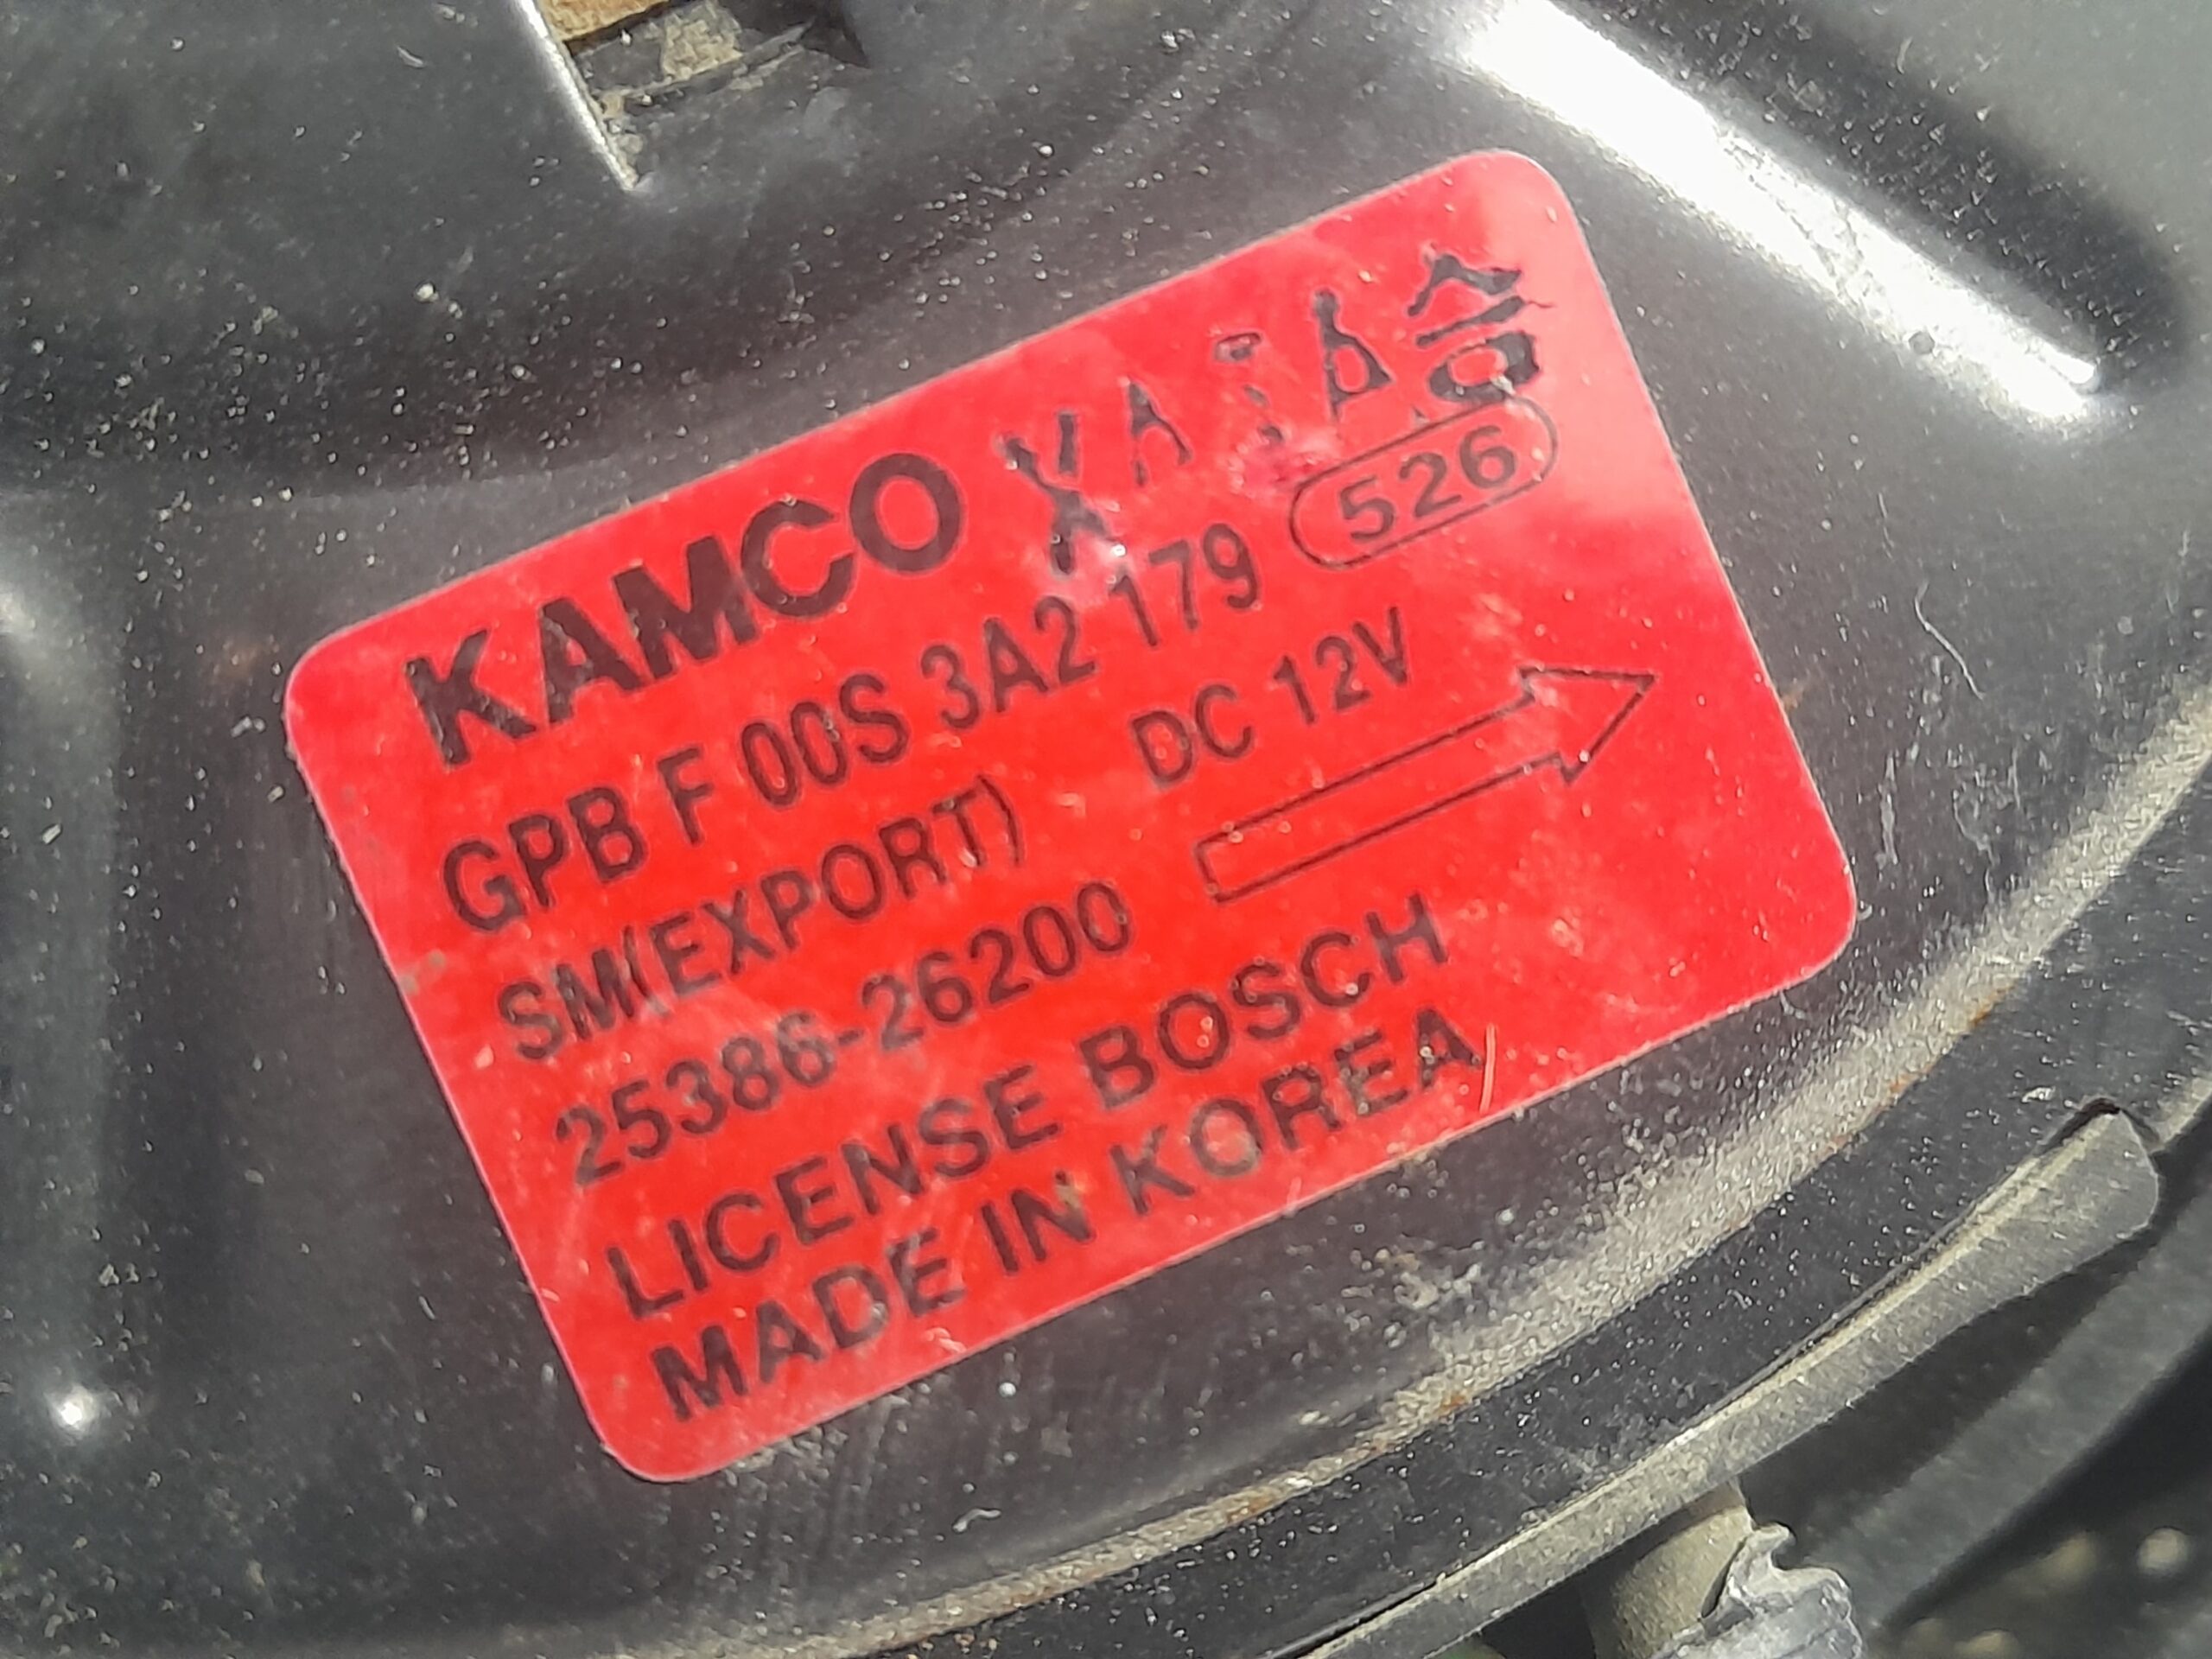 KAMCO
GPB F 00S 3A2 179 526
SM(EXPORT) DC 12V
25386-26200
LICENSE BOSCH
MADE IN KOREA